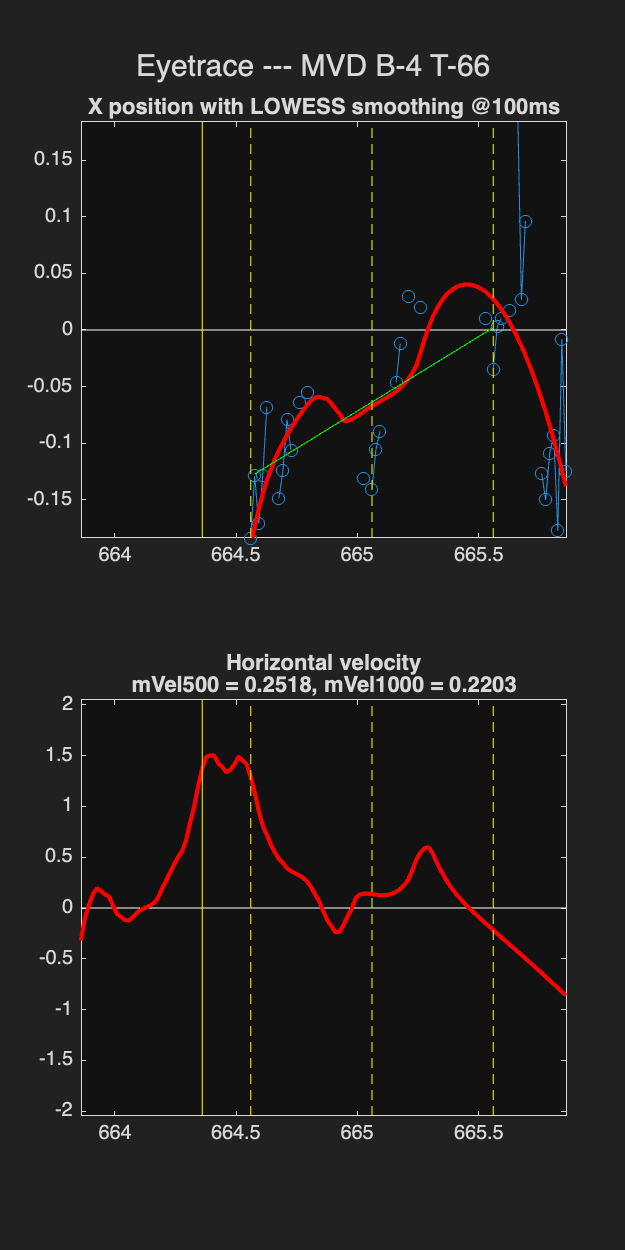 Eyetrace --- MVD B-4 T-66
X position with LOWESS smoothing @100ms
0.15
0.1
0.05
0
-0.05
-0.1
-0.15
664 664.5 665 665.5
Horizontal velocity
mVel500 = 0.2518, mVel1000 = 0.2203
2
1.5
1
0.5
0
-0.5
-1
-1.5
-2
664 664.5 665 665.5